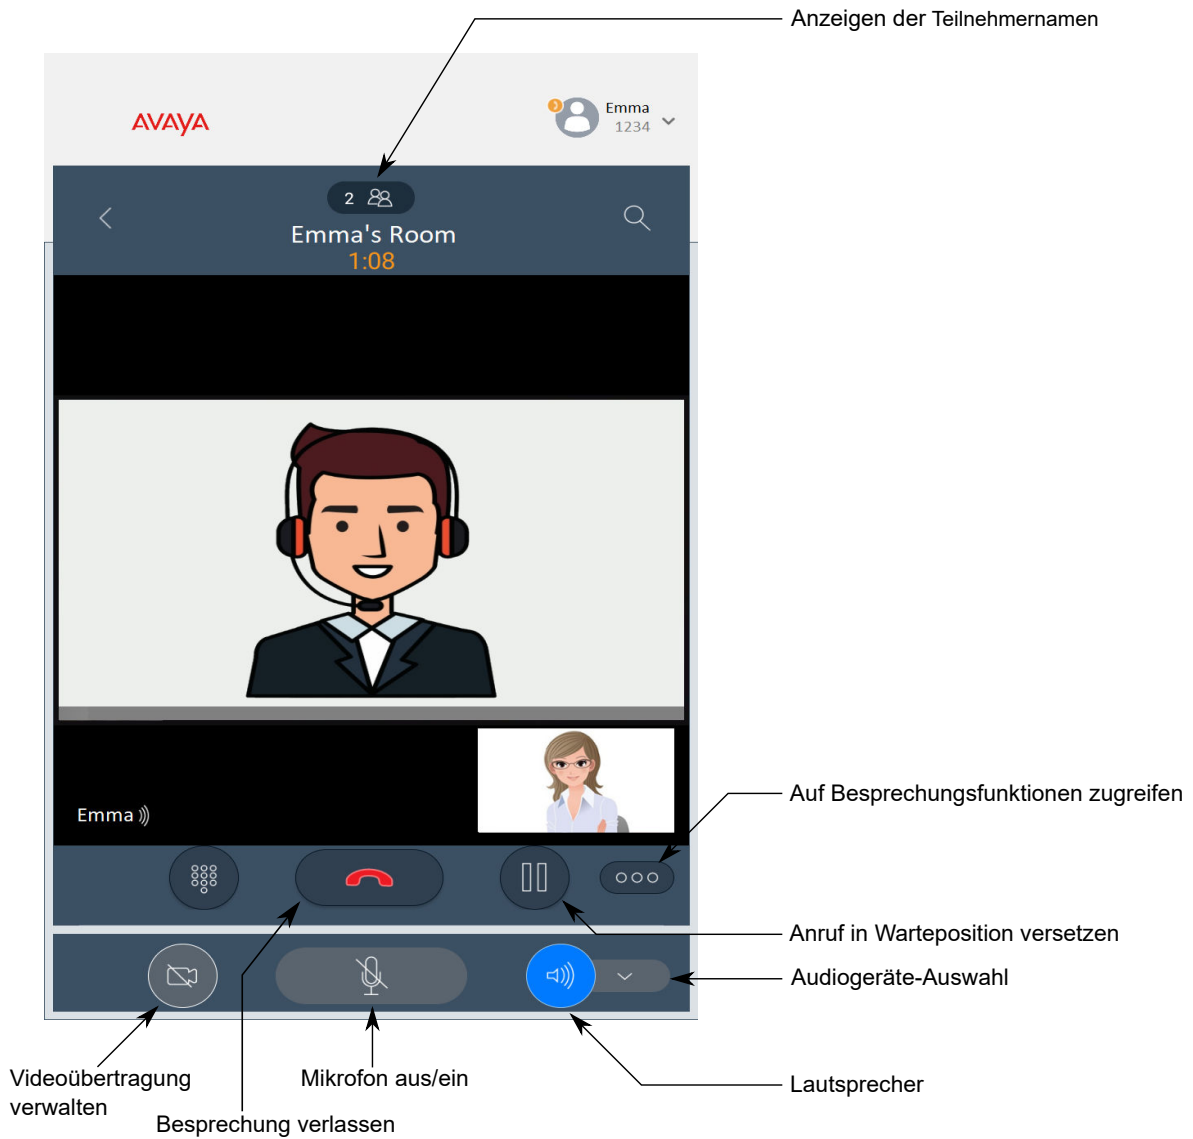 Anzeigen der Teilnehmernamen
AVAYA
3
Emma
1234
2
Emma's Room
1:08
Emma
Auf Besprechungsfunktionen zugreifen
Anruf in Warteposition versetzen
Audiogeräte-Auswahl
Lautsprecher
Videoübertragung
verwalten
Mikrofon aus/ein
Besprechung verlassen